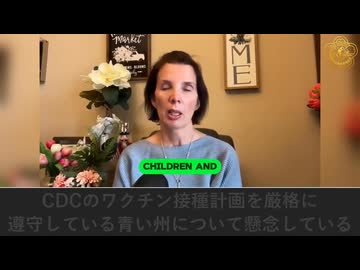 market
ME
CHILDREN AND
CDCのワクチン接種計画を厳格に
遵守している青い州について懸念している